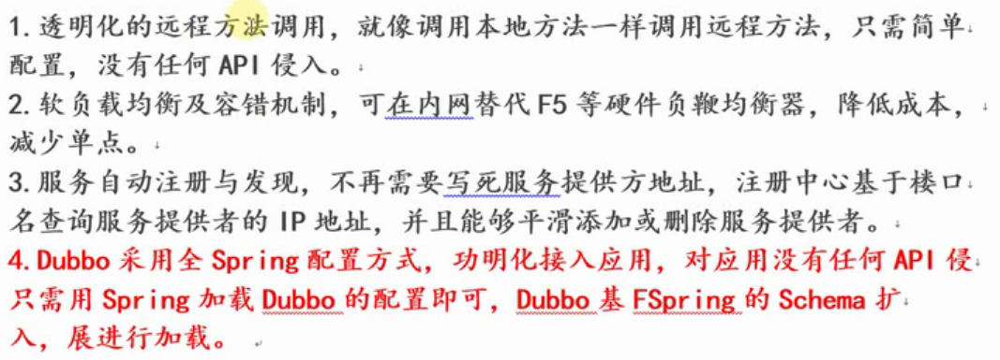 1.透明化的远程方法调用，就像调用本地方法一样调用远程方法，只需简单
配置，没有任何 API 侵入。
2.软负载均衡及容错机制，可在内网替代 F5 等硬件负鞭均衡器，降低成本，
减少单点。
3.服务自动注册与发现，不再需要写死服务提供方地址，注册中心基于楼口
名查询服务提供者的 IP 地址，并且能够平滑添加或删除服务提供者。
4.Dubbo 采用全 Spring 配置方式，功明化接入应用，对应用没有任何 API 侵
只需用 Spring 加载 Dubbo 的配置即可，Dubbo 基 FSpring 的 Schema 扩
入，展进行加载。